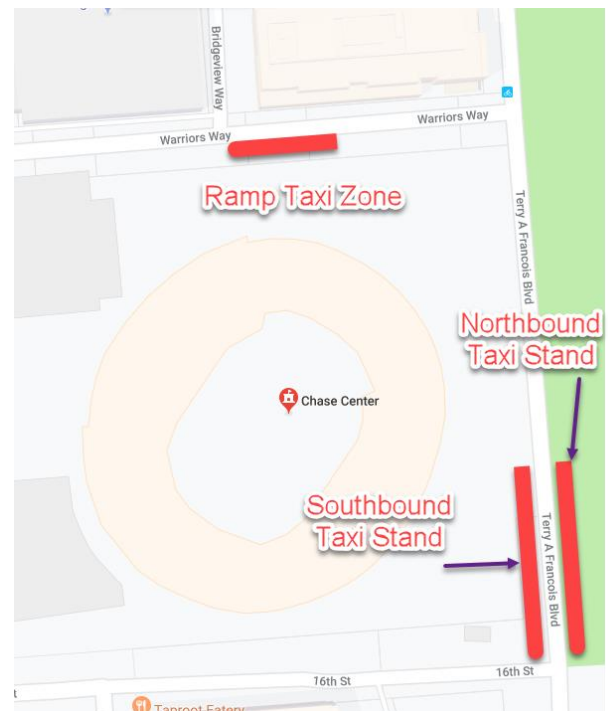 Bridgeview Way
Warriors Way
Warriors Way
Ramp Taxi Zone
Terry A Francois Blvd
Northbound
Taxi Stand
Chase Center
Southbound
Taxi Stand
Terry A Francois Blvd
16th St
16th St
Taproot Eatery